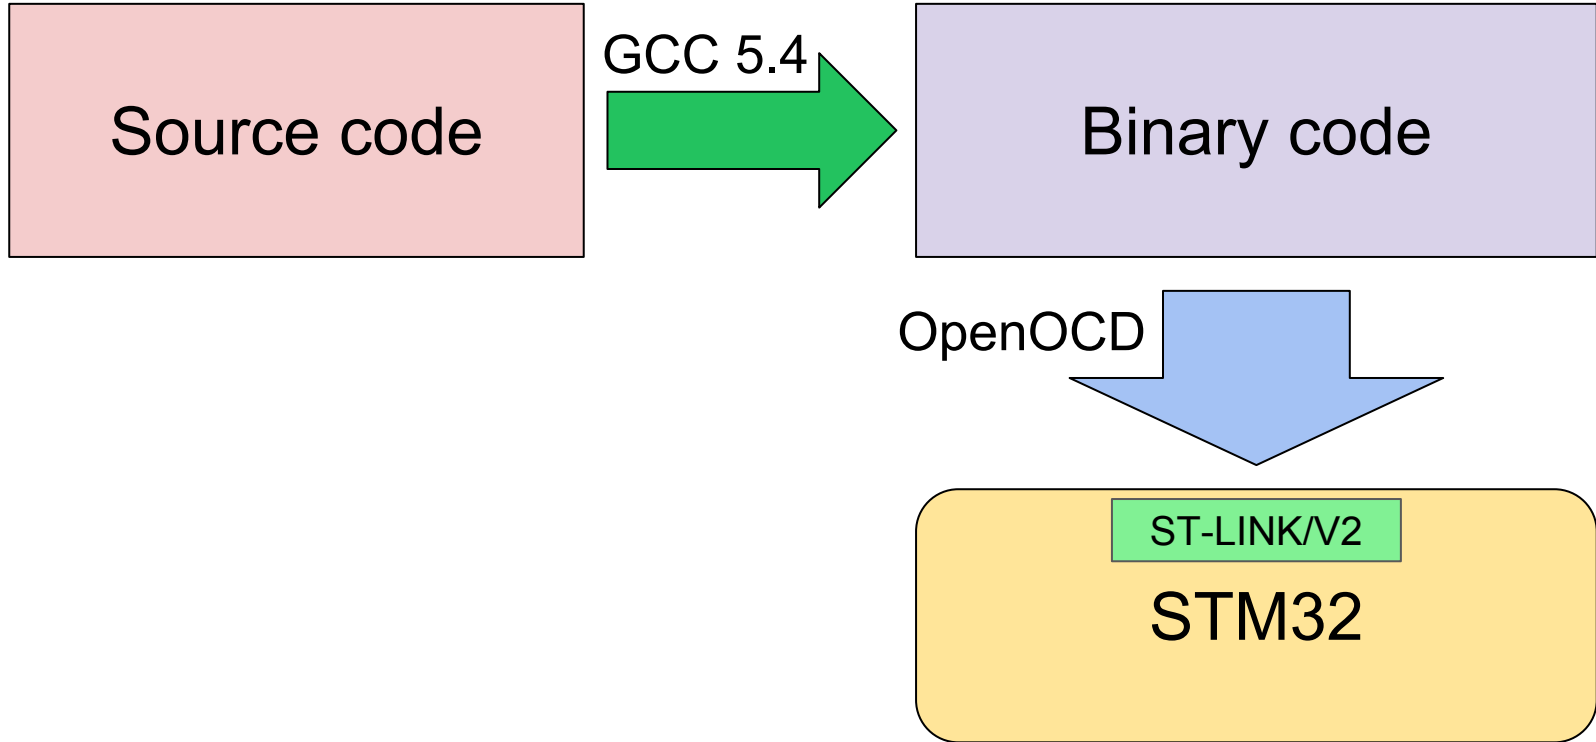 Source code
GCC 5.4
Binary code
OpenOCD
ST-LINK/V2
STM32